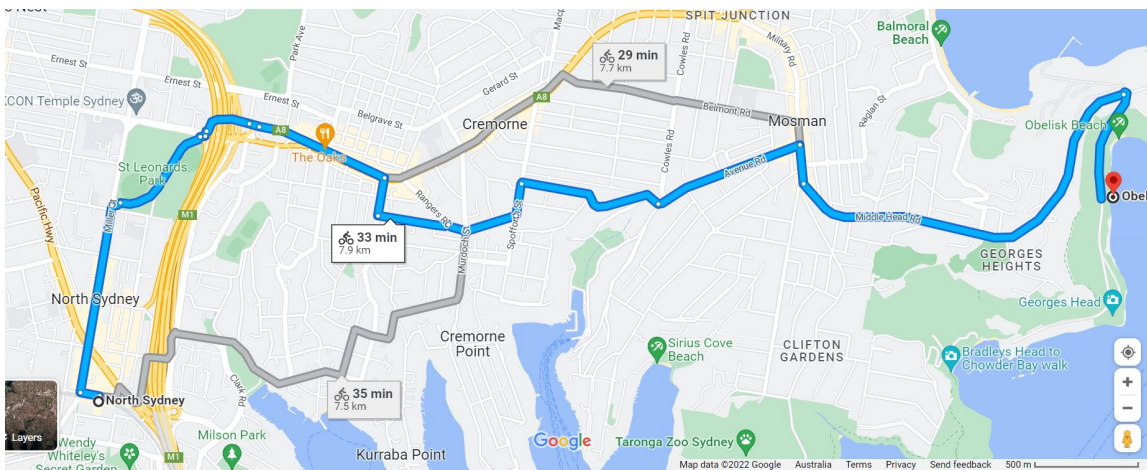 s Nest
Park Ave
Macp
SPIT JUNCTION
Military Rd
Balmoral
Beach
Ernest St
Ernest St
29 min
7.7 km
Cowles Rd
Gerard St
ECON Temple Sydney
Ernest St
A8
Belmont Rd
Raglan St
Belgrave St
A8
Cremorne
Mosman
Obelisk Beach
The Oaks
St Leonards
Park
Cowles Rd
Avenue Rd
Rangers Rd
Obel
Pacific Hwy
Miller St
M1
Spofforth St
Middle Head Rd
33 min
7.9 km
Murdoch St
GEORGES
HEIGHTS
North Sydney
Georges Head
Cremorne
Point
Sirius Cove
Beach
CLIFTON
GARDENS
Bradleys Head to
Chowder Bay walk
Clark Rd
35 min
7.5 km
North Sydney
Layers
Milson Park
Wendy
Whiteley's
Secret Garden
M1
Kurraba Point
Google
Taronga Zoo Sydney
Map data ©2022 Google Australia Terms Privacy Send feedback 500 m